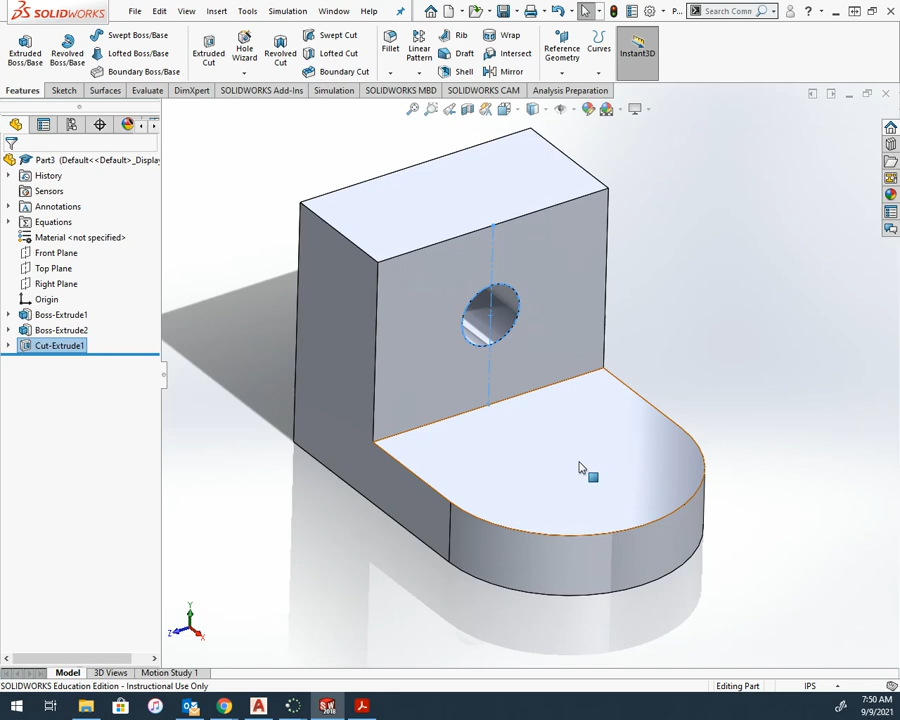 SOLIDWORKS
File Edit View Insert Tools Simulation Window Help
P... Search Comm
Extruded Boss/Base
Revolved Boss/Base
Swept Boss/Base
Lofted Boss/Base
Boundary Boss/Base
Extruded Cut
Hole Wizard
Revolved Cut
Swept Cut
Lofted Cut
Boundary Cut
Fillet
Linear Pattern
Rib
Draft
Shell
Wrap
Intersect
Mirror
Reference Geometry
Curves
Instant3D
Features Sketch Surfaces Evaluate DimXpert SOLIDWORKS Add-Ins Simulation SOLIDWORKS MBD SOLIDWORKS CAM Analysis Preparation
Part3 (Default<<Default>_Display
History
Sensors
Annotations
Equations
Material <not specified>
Front Plane
Top Plane
Right Plane
Origin
Boss-Extrude1
Boss-Extrude2
Cut-Extrude1
Y
Z
X
Model 3D Views Motion Study 1
SOLIDWORKS Education Edition - Instructional Use Only
Editing Part IPS
SW 2018
7:50 AM
9/9/2021